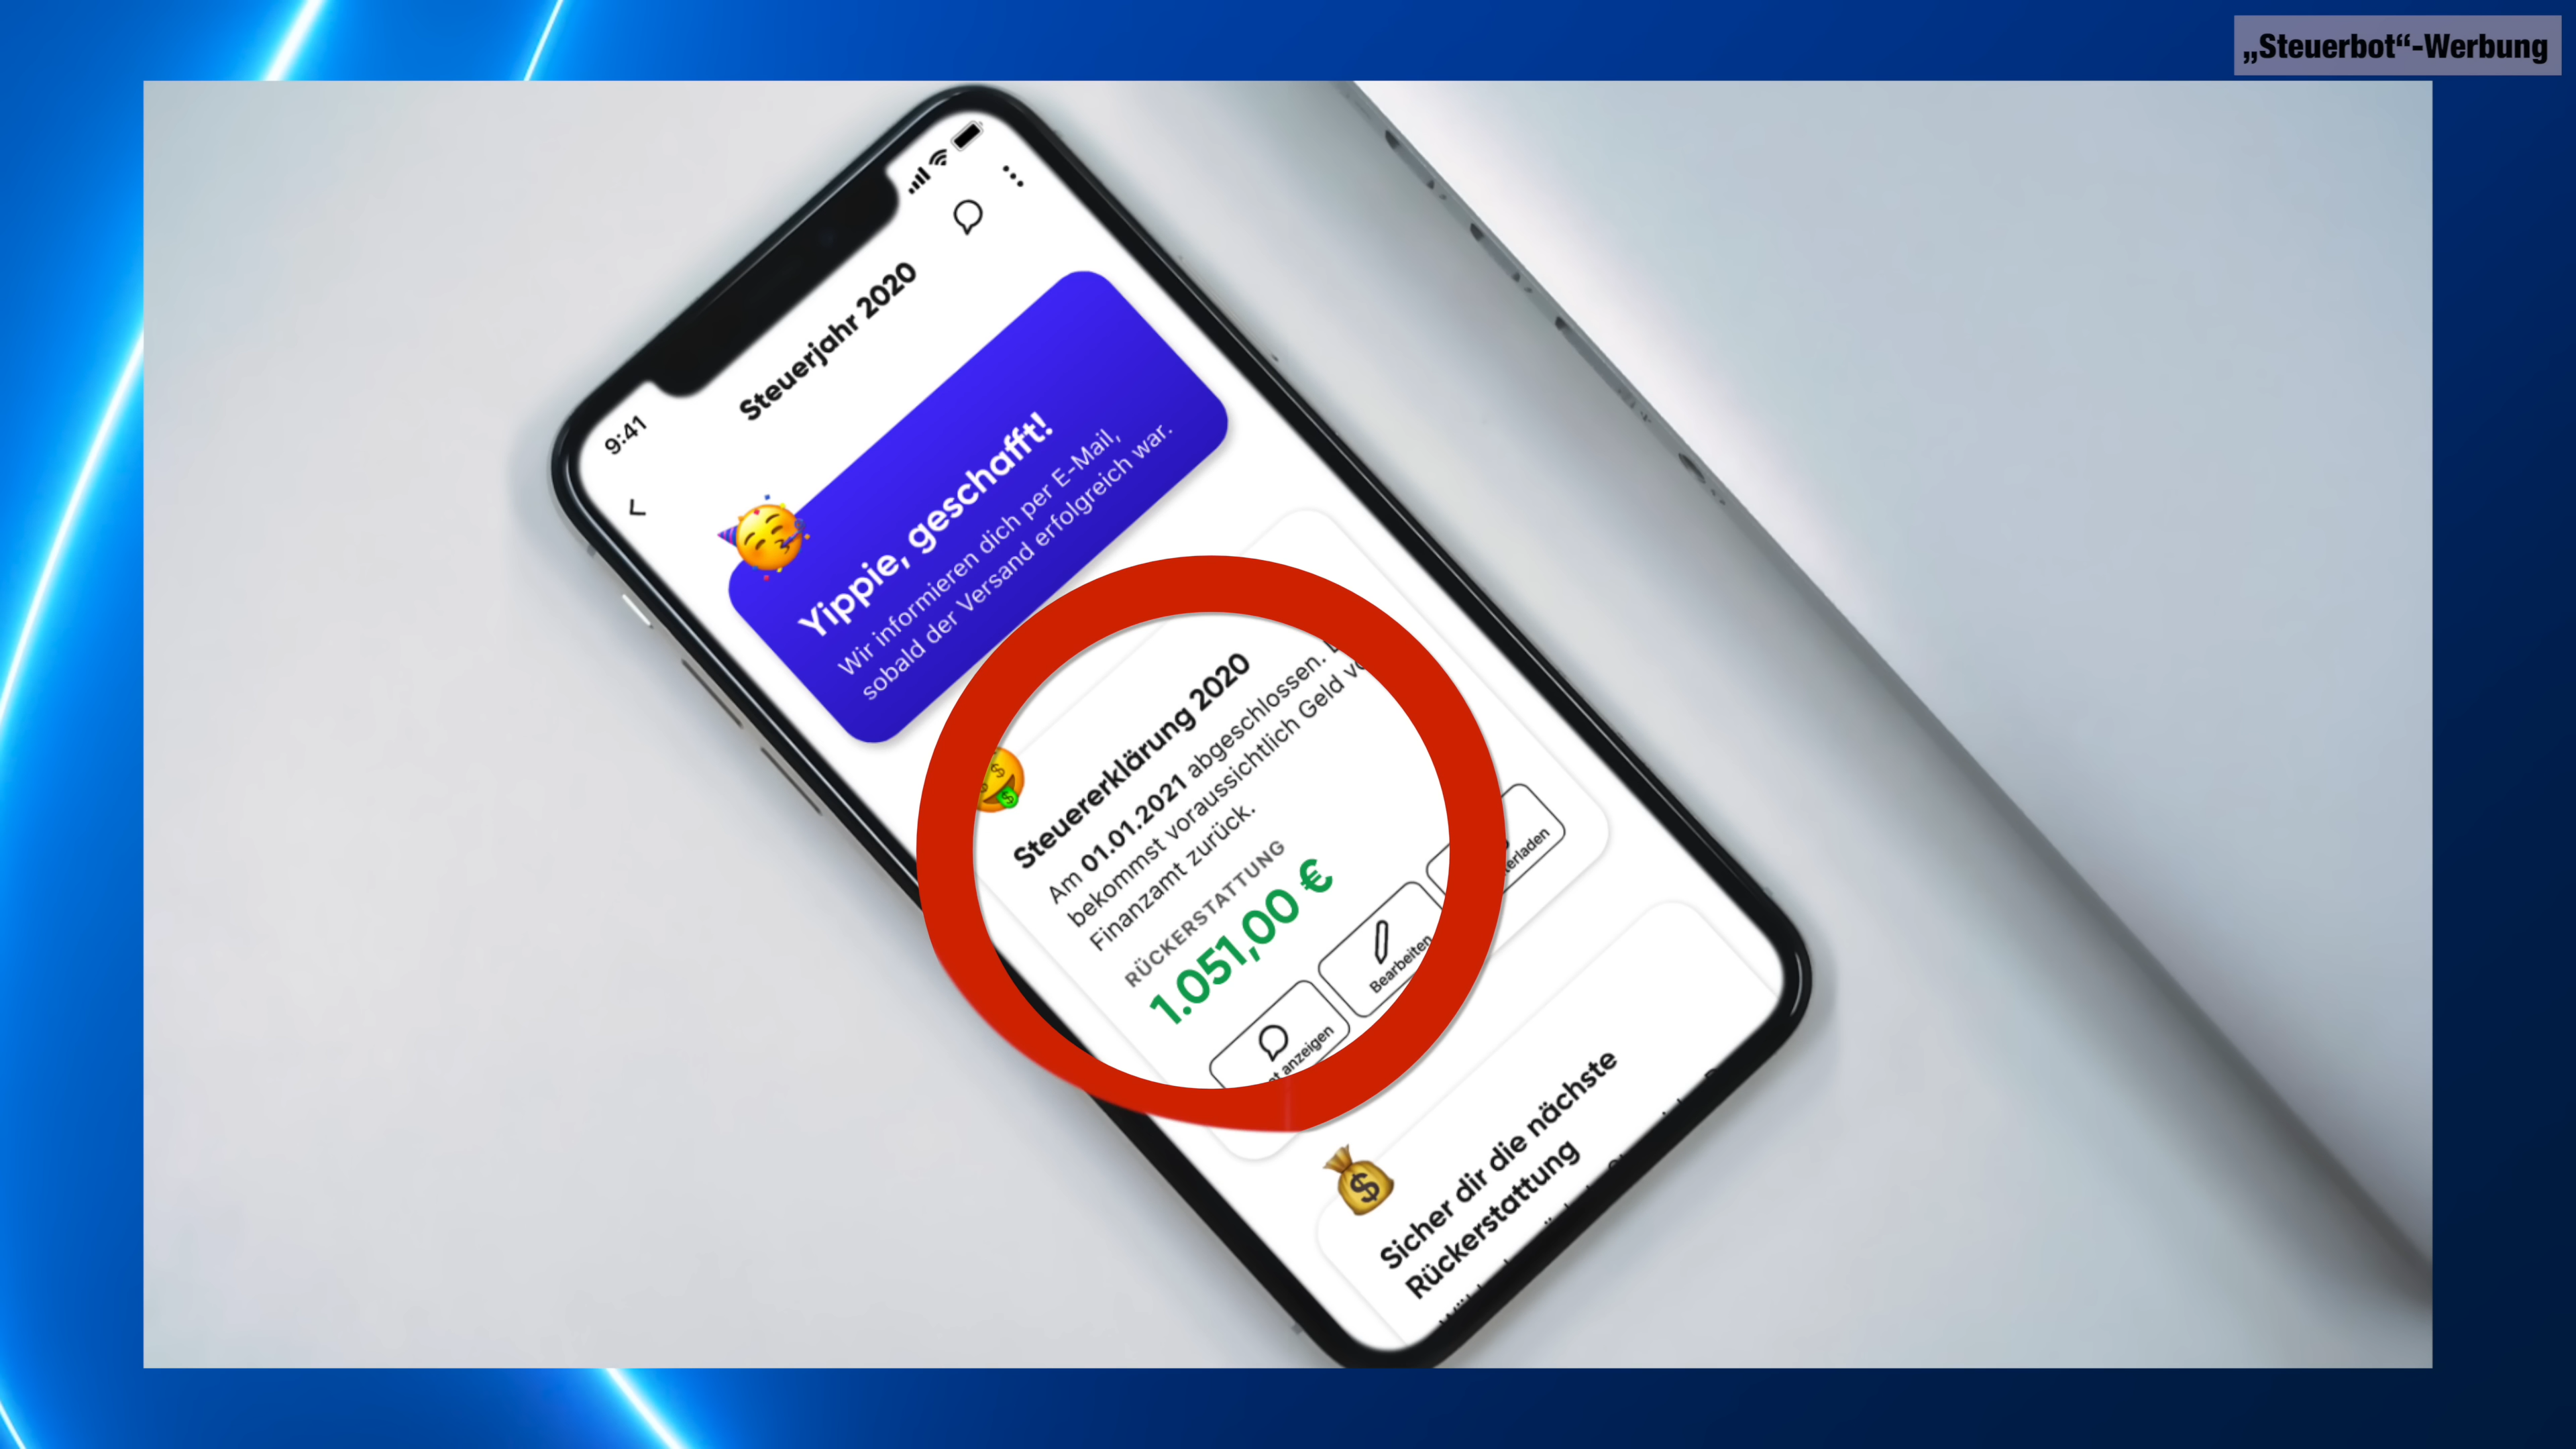 „Steuerbot“-Werbung
9:41
Steuerjahr 2020
Yippie, geschafft!
Wir informieren dich per E-Mail,
sobald der Versand erfolgreich war.
Steuererklärung 2020
Am 01.01.2021 abgeschlossen.
bekommst voraussichtlich Geld
Finanzamt zurück.
RÜCKERSTATTUNG
1.051,00 €
anzeigen
Bearbeiten
Sicher dir die nächste
Rückerstattung